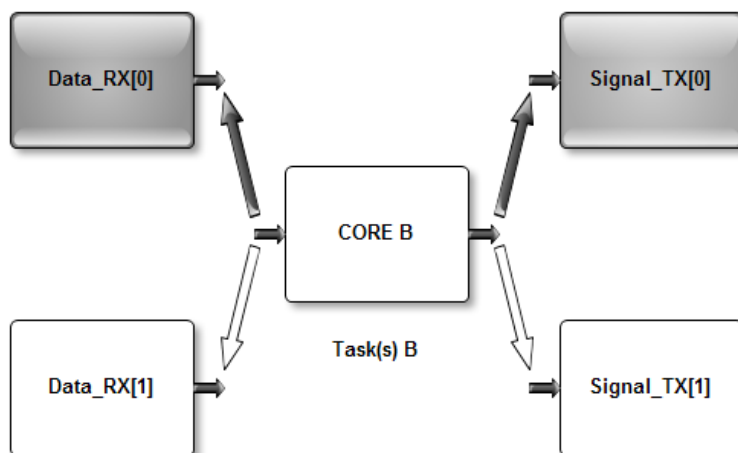 Data_RX[0]
Signal_TX[0]
CORE B
Task(s) B
Data_RX[1]
Signal_TX[1]